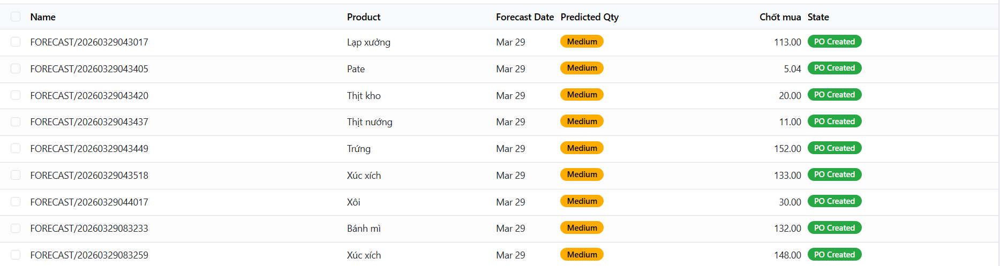 Name Product Forecast Date Predicted Qty Chốt mua State
FORECAST/20260329043017 Lạp xưởng Mar 29 Medium 113.00 PO Created
FORECAST/20260329043405 Pate Mar 29 Medium 5.04 PO Created
FORECAST/20260329043420 Thịt kho Mar 29 Medium 20.00 PO Created
FORECAST/20260329043437 Thịt nướng Mar 29 Medium 11.00 PO Created
FORECAST/20260329043449 Trứng Mar 29 Medium 152.00 PO Created
FORECAST/20260329043518 Xúc xích Mar 29 Medium 133.00 PO Created
FORECAST/20260329044017 Xôi Mar 29 Medium 30.00 PO Created
FORECAST/20260329083233 Bánh mì Mar 29 Medium 132.00 PO Created
FORECAST/20260329083259 Xúc xích Mar 29 Medium 148.00 PO Created